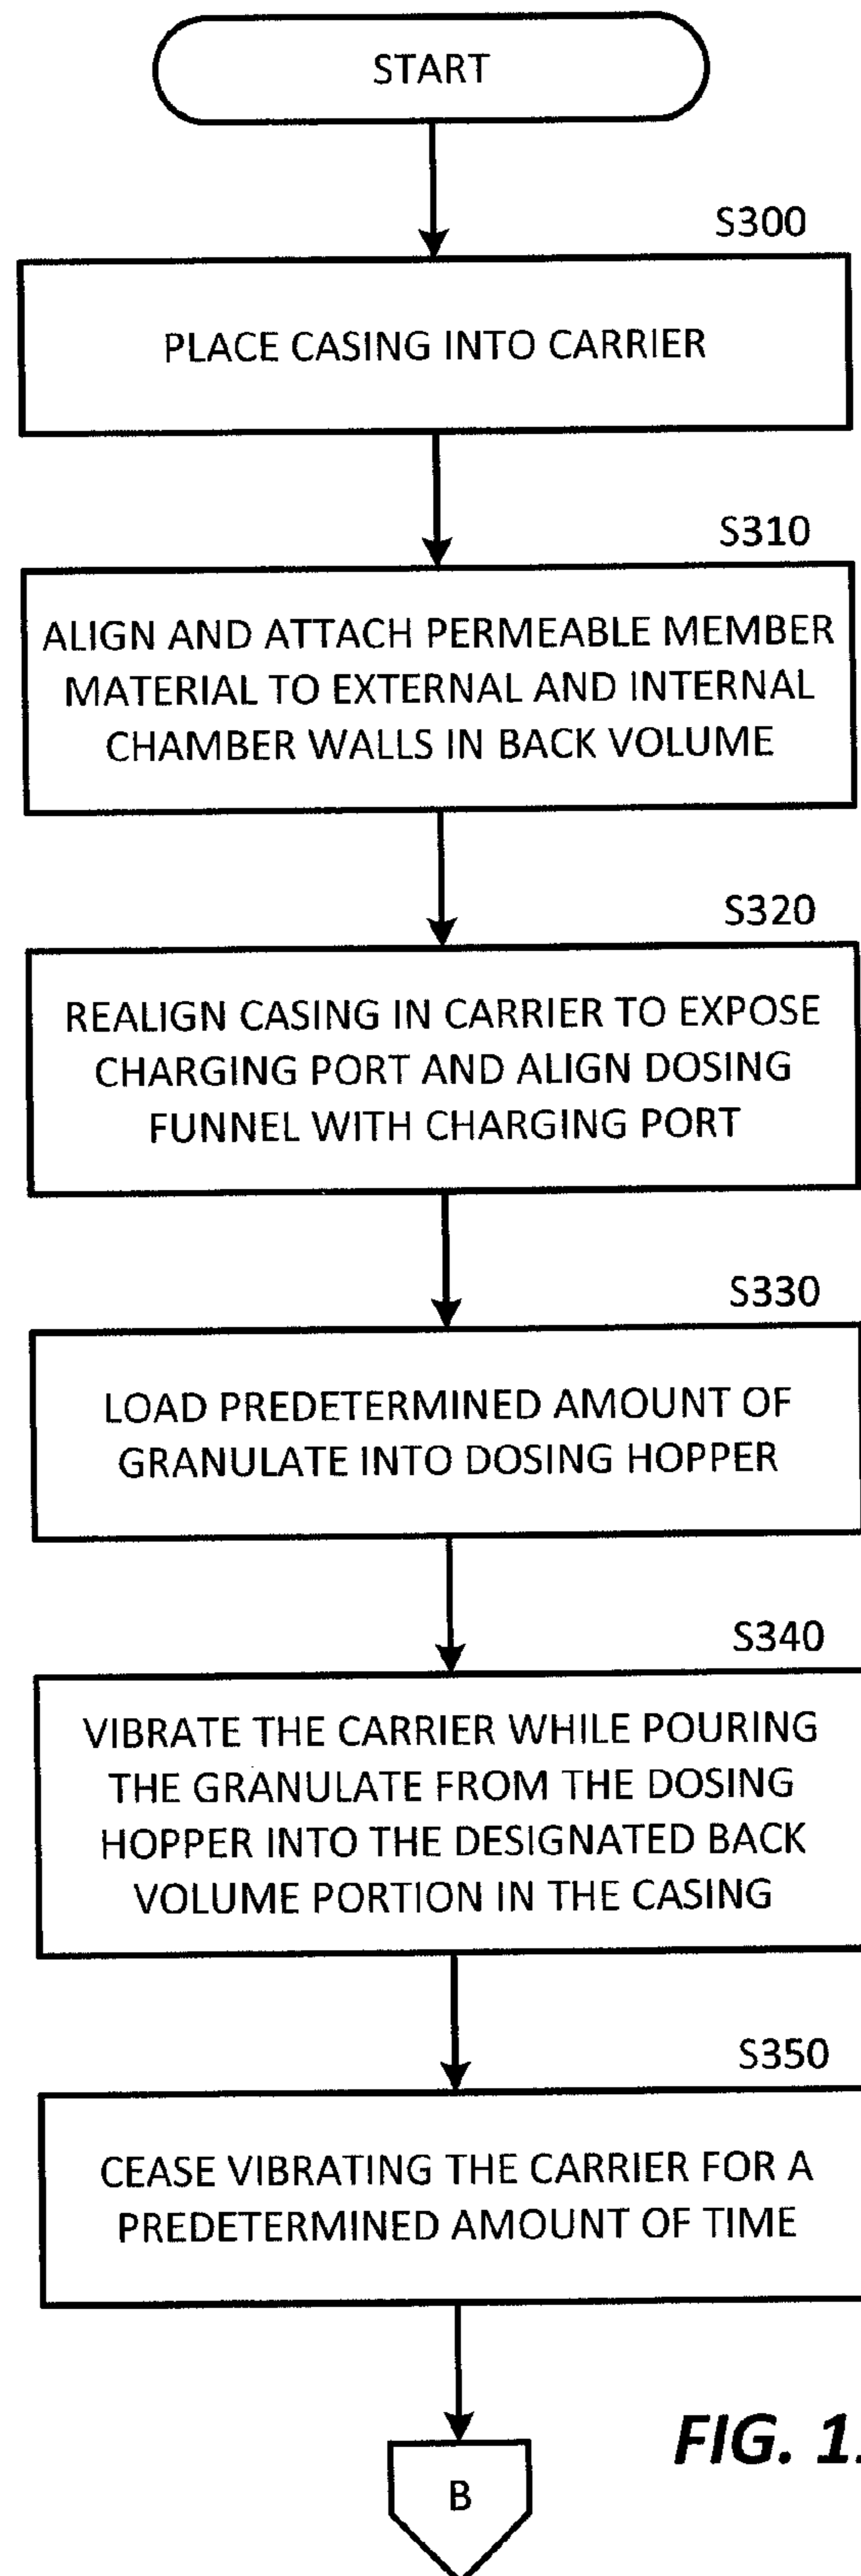 START
S300
PLACE CASING INTO CARRIER
S310
ALIGN AND ATTACH PERMEABLE MEMBER
MATERIAL TO EXTERNAL AND INTERNAL
CHAMBER WALLS IN BACK VOLUME
S320
REALIGN CASING IN CARRIER TO EXPOSE
CHARGING PORT AND ALIGN DOSING
FUNNEL WITH CHARGING PORT
S330
LOAD PREDETERMINED AMOUNT OF
GRANULATE INTO DOSING HOPPER
S340
VIBRATE THE CARRIER WHILE POURING
THE GRANULATE FROM THE DOSING
HOPPER INTO THE DESIGNATED BACK
VOLUME PORTION IN THE CASING
S350
CEASE VIBRATING THE CARRIER FOR A
PREDETERMINED AMOUNT OF TIME
FIG. 1
B